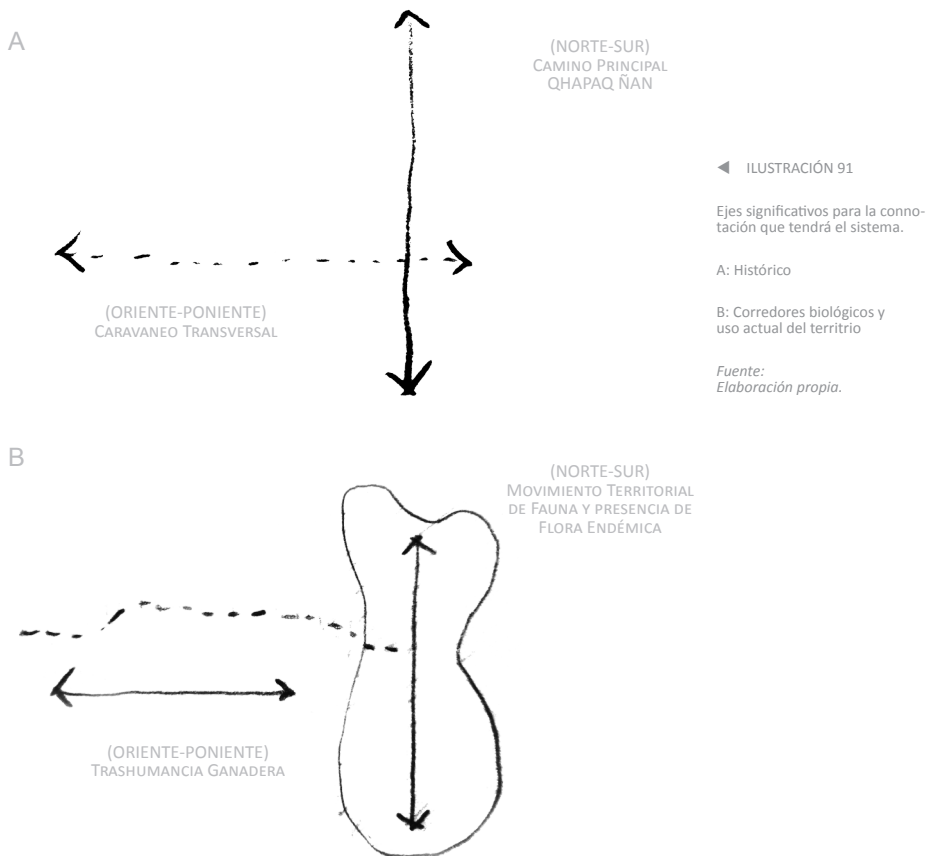 A
(NORTE-SUR)
CAMINO PRINCIPAL
QHAPAQ ÑAN
(ORIENTE-PONIENTE)
CARAVANEO TRANSVERSAL
◀ ILUSTRACIÓN 91
Ejes significativos para la conno-
tación que tendrá el sistema.
A: Histórico
B: Corredores biológicos y
uso actual del territrio
Fuente:
Elaboración propia.
B
(NORTE-SUR)
MOVIMIENTO TERRITORIAL
DE FAUNA Y PRESENCIA DE
FLORA ENDÉMICA
(ORIENTE-PONIENTE)
TRASHUMANCIA GANADERA